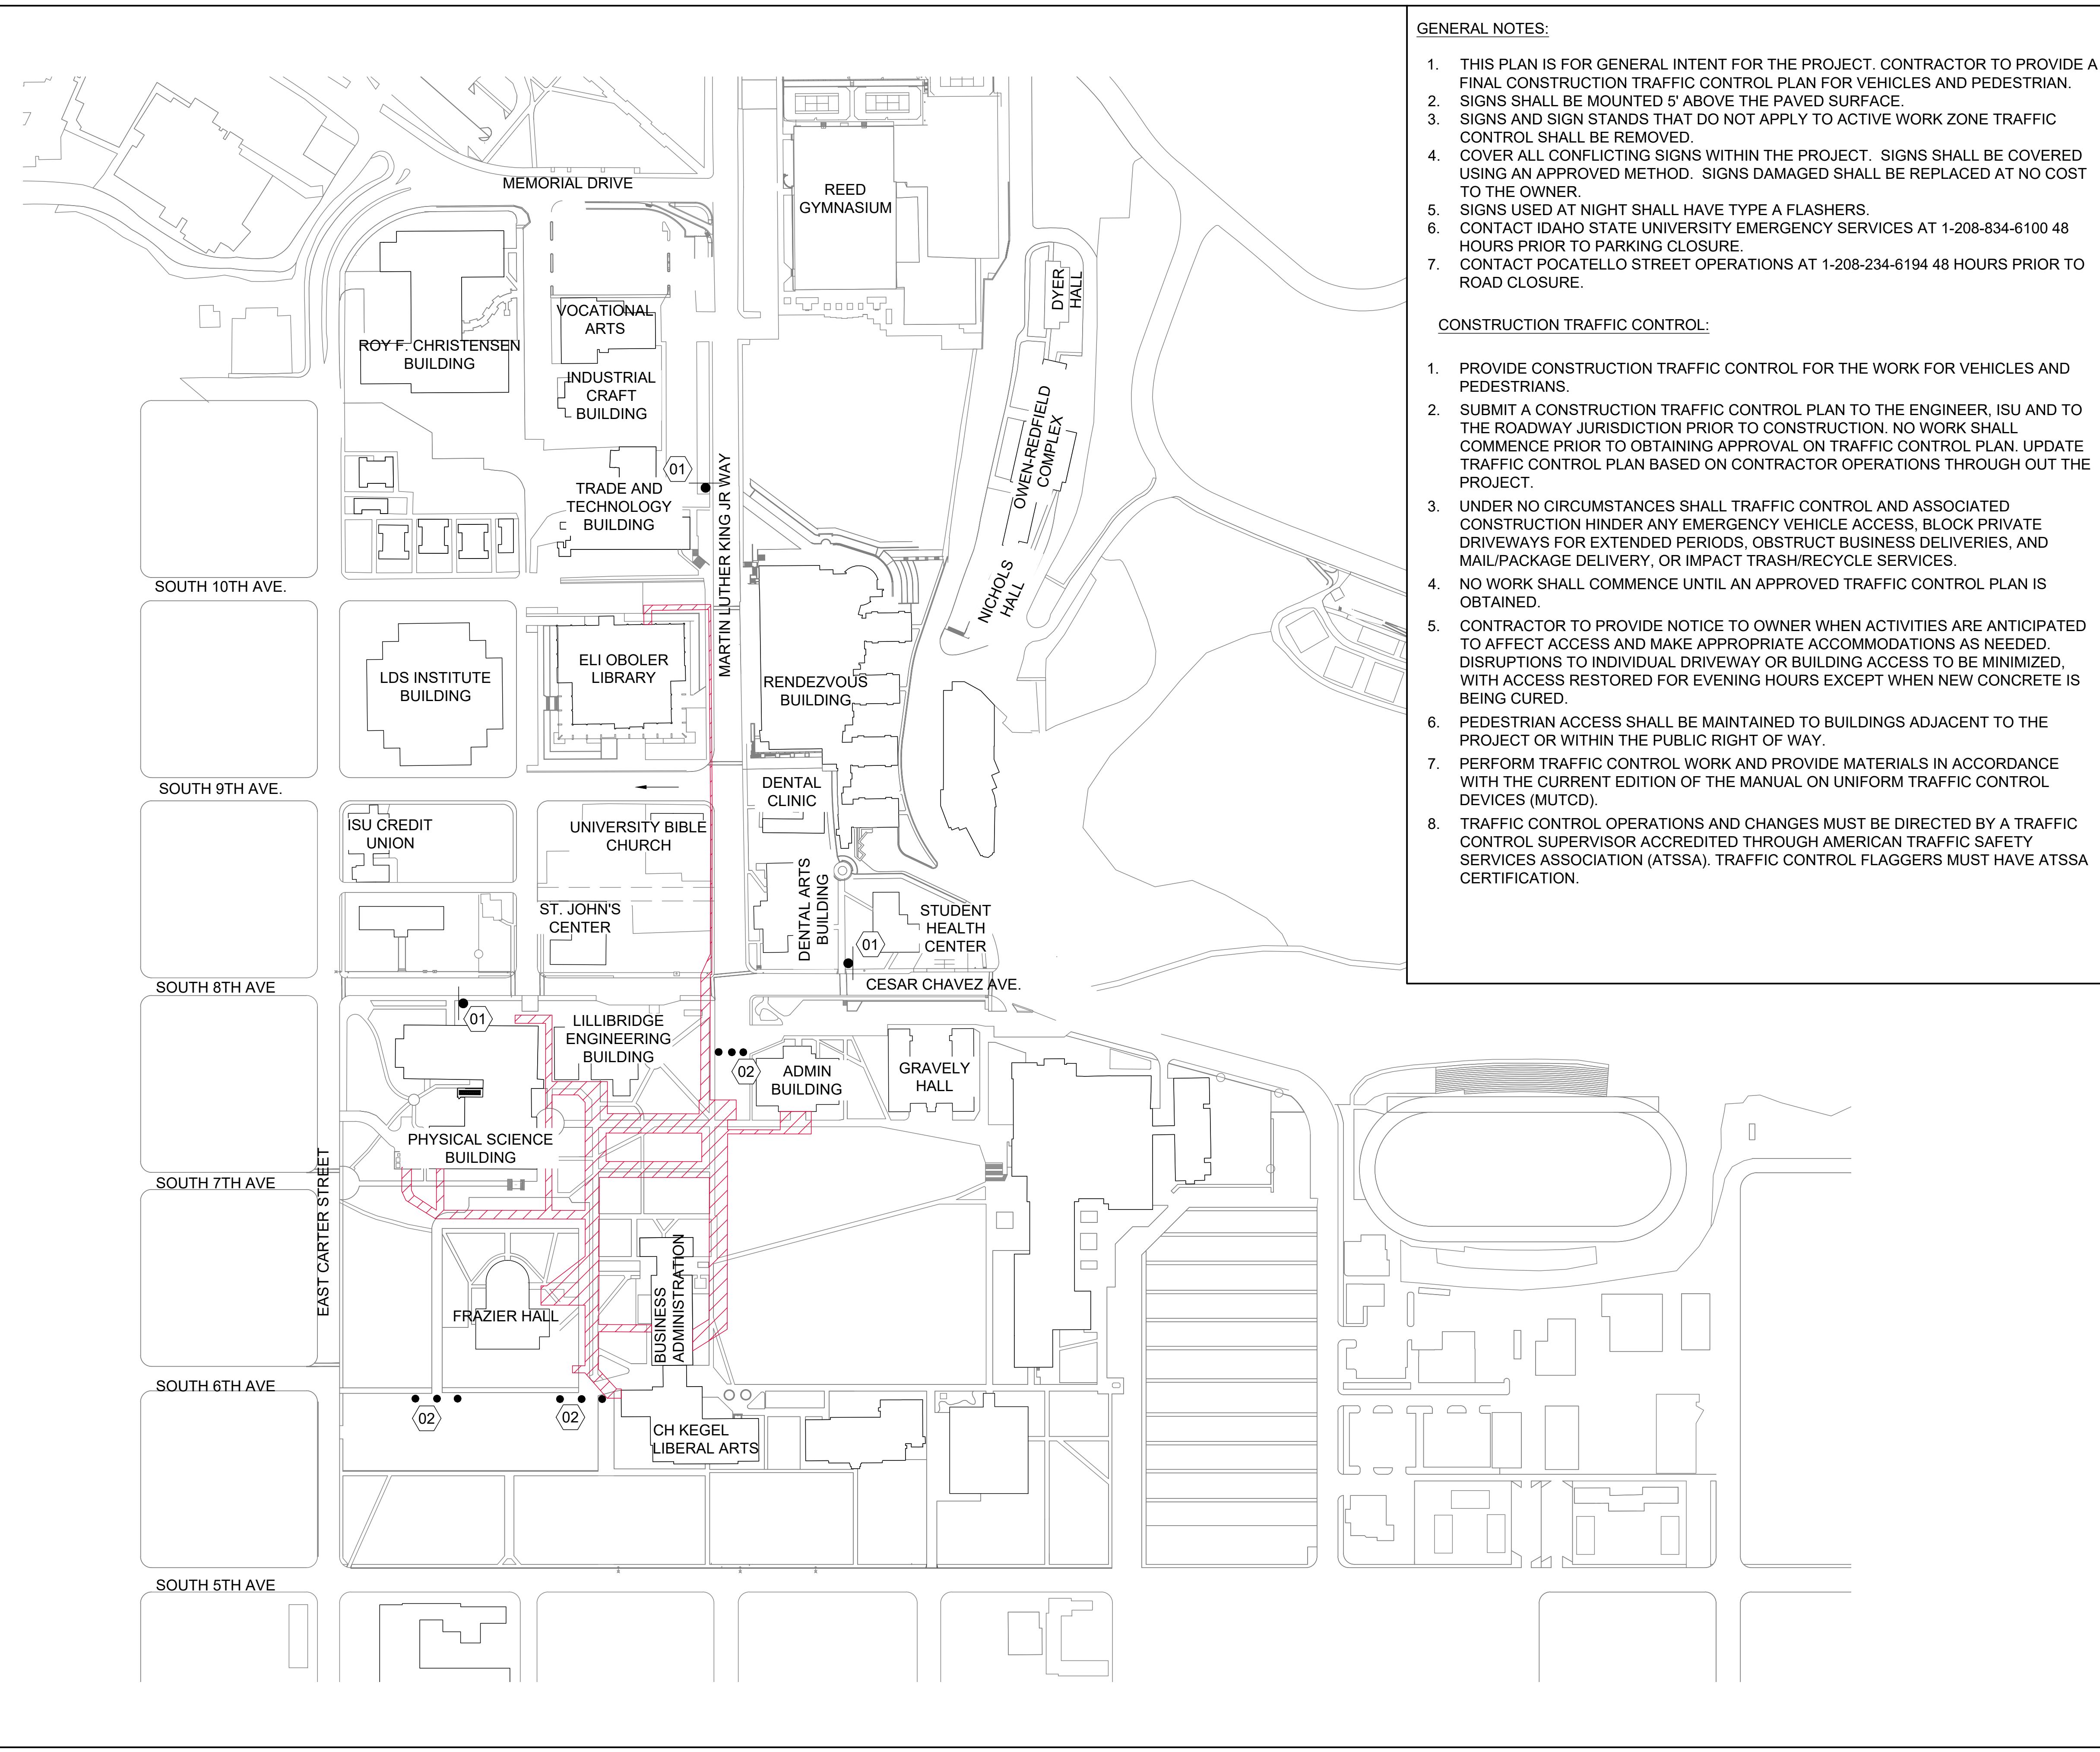 GENERAL NOTES:
1. THIS PLAN IS FOR GENERAL INTENT FOR THE PROJECT. CONTRACTOR TO PROVIDE A
FINAL CONSTRUCTION TRAFFIC CONTROL PLAN FOR VEHICLES AND PEDESTRIAN.
2. SIGNS SHALL BE MOUNTED 5' ABOVE THE PAVED SURFACE.
3. SIGNS AND SIGN STANDS THAT DO NOT APPLY TO ACTIVE WORK ZONE TRAFFIC
CONTROL SHALL BE REMOVED.
4. COVER ALL CONFLICTING SIGNS WITHIN THE PROJECT. SIGNS SHALL BE COVERED
USING AN APPROVED METHOD. SIGNS DAMAGED SHALL BE REPLACED AT NO COST
TO THE OWNER.
5. SIGNS USED AT NIGHT SHALL HAVE TYPE A FLASHERS.
6. CONTACT IDAHO STATE UNIVERSITY EMERGENCY SERVICES AT 1-208-834-6100 48
HOURS PRIOR TO PARKING CLOSURE.
7. CONTACT POCATELLO STREET OPERATIONS AT 1-208-234-6194 48 HOURS PRIOR TO
ROAD CLOSURE.
CONSTRUCTION TRAFFIC CONTROL:
1. PROVIDE CONSTRUCTION TRAFFIC CONTROL FOR THE WORK FOR VEHICLES AND
PEDESTRIANS.
2. SUBMIT A CONSTRUCTION TRAFFIC CONTROL PLAN TO THE ENGINEER, ISU AND TO
THE ROADWAY JURISDICTION PRIOR TO CONSTRUCTION. NO WORK SHALL
COMMENCE PRIOR TO OBTAINING APPROVAL ON TRAFFIC CONTROL PLAN. UPDATE
TRAFFIC CONTROL PLAN BASED ON CONTRACTOR OPERATIONS THROUGH OUT THE
PROJECT.
3. UNDER NO CIRCUMSTANCES SHALL TRAFFIC CONTROL AND ASSOCIATED
CONSTRUCTION HINDER ANY EMERGENCY VEHICLE ACCESS, BLOCK PRIVATE
DRIVEWAYS FOR EXTENDED PERIODS, OBSTRUCT BUSINESS DELIVERIES, AND
MAIL/PACKAGE DELIVERY, OR IMPACT TRASH/RECYCLE SERVICES.
4. NO WORK SHALL COMMENCE UNTIL AN APPROVED TRAFFIC CONTROL PLAN IS
OBTAINED.
5. CONTRACTOR TO PROVIDE NOTICE TO OWNER WHEN ACTIVITIES ARE ANTICIPATED
TO AFFECT ACCESS AND MAKE APPROPRIATE ACCOMMODATIONS AS NEEDED.
DISRUPTIONS TO INDIVIDUAL DRIVEWAY OR BUILDING ACCESS TO BE MINIMIZED,
WITH ACCESS RESTORED FOR EVENING HOURS EXCEPT WHEN NEW CONCRETE IS
BEING CURED.
6. PEDESTRIAN ACCESS SHALL BE MAINTAINED TO BUILDINGS ADJACENT TO THE
PROJECT OR WITHIN THE PUBLIC RIGHT OF WAY.
7. PERFORM TRAFFIC CONTROL WORK AND PROVIDE MATERIALS IN ACCORDANCE
WITH THE CURRENT EDITION OF THE MANUAL ON UNIFORM TRAFFIC CONTROL
DEVICES (MUTCD).
8. TRAFFIC CONTROL OPERATIONS AND CHANGES MUST BE DIRECTED BY A TRAFFIC
CONTROL SUPERVISOR ACCREDITED THROUGH AMERICAN TRAFFIC SAFETY
SERVICES ASSOCIATION (ATSSA). TRAFFIC CONTROL FLAGGERS MUST HAVE ATSSA
CERTIFICATION.
MEMORIAL DRIVE
REED
GYMNASIUM
DYER
HALL
VOCATIONAL
ARTS
ROY F. CHRISTENSEN
BUILDING
INDUSTRIAL
CRAFT
BUILDING
OWEN-REDFIELD
COMPLEX
01
TRADE AND
TECHNOLOGY
BUILDING
MARTIN LUTHER KING JR WAY
NICHOLS
HALL
SOUTH 10TH AVE.
LDS INSTITUTE
BUILDING
ELI OBOLER
LIBRARY
RENDEZVOUS
BUILDING
SOUTH 9TH AVE.
DENTAL
CLINIC
ISU CREDIT
UNION
UNIVERSITY BIBLE
CHURCH
ST. JOHN'S
CENTER
DENTAL ARTS
BUILDING
STUDENT
HEALTH
CENTER
01
SOUTH 8TH AVE
CESAR CHAVEZ AVE.
01
LILLIBRIDGE
ENGINEERING
BUILDING
02
ADMIN
BUILDING
GRAVELY
HALL
PHYSICAL SCIENCE
BUILDING
SOUTH 7TH AVE
EAST CARTER STREET
FRAZIER HALL
BUSINESS
ADMINISTRATION
SOUTH 6TH AVE
02
02
CH KEGEL
LIBERAL ARTS
SOUTH 5TH AVE